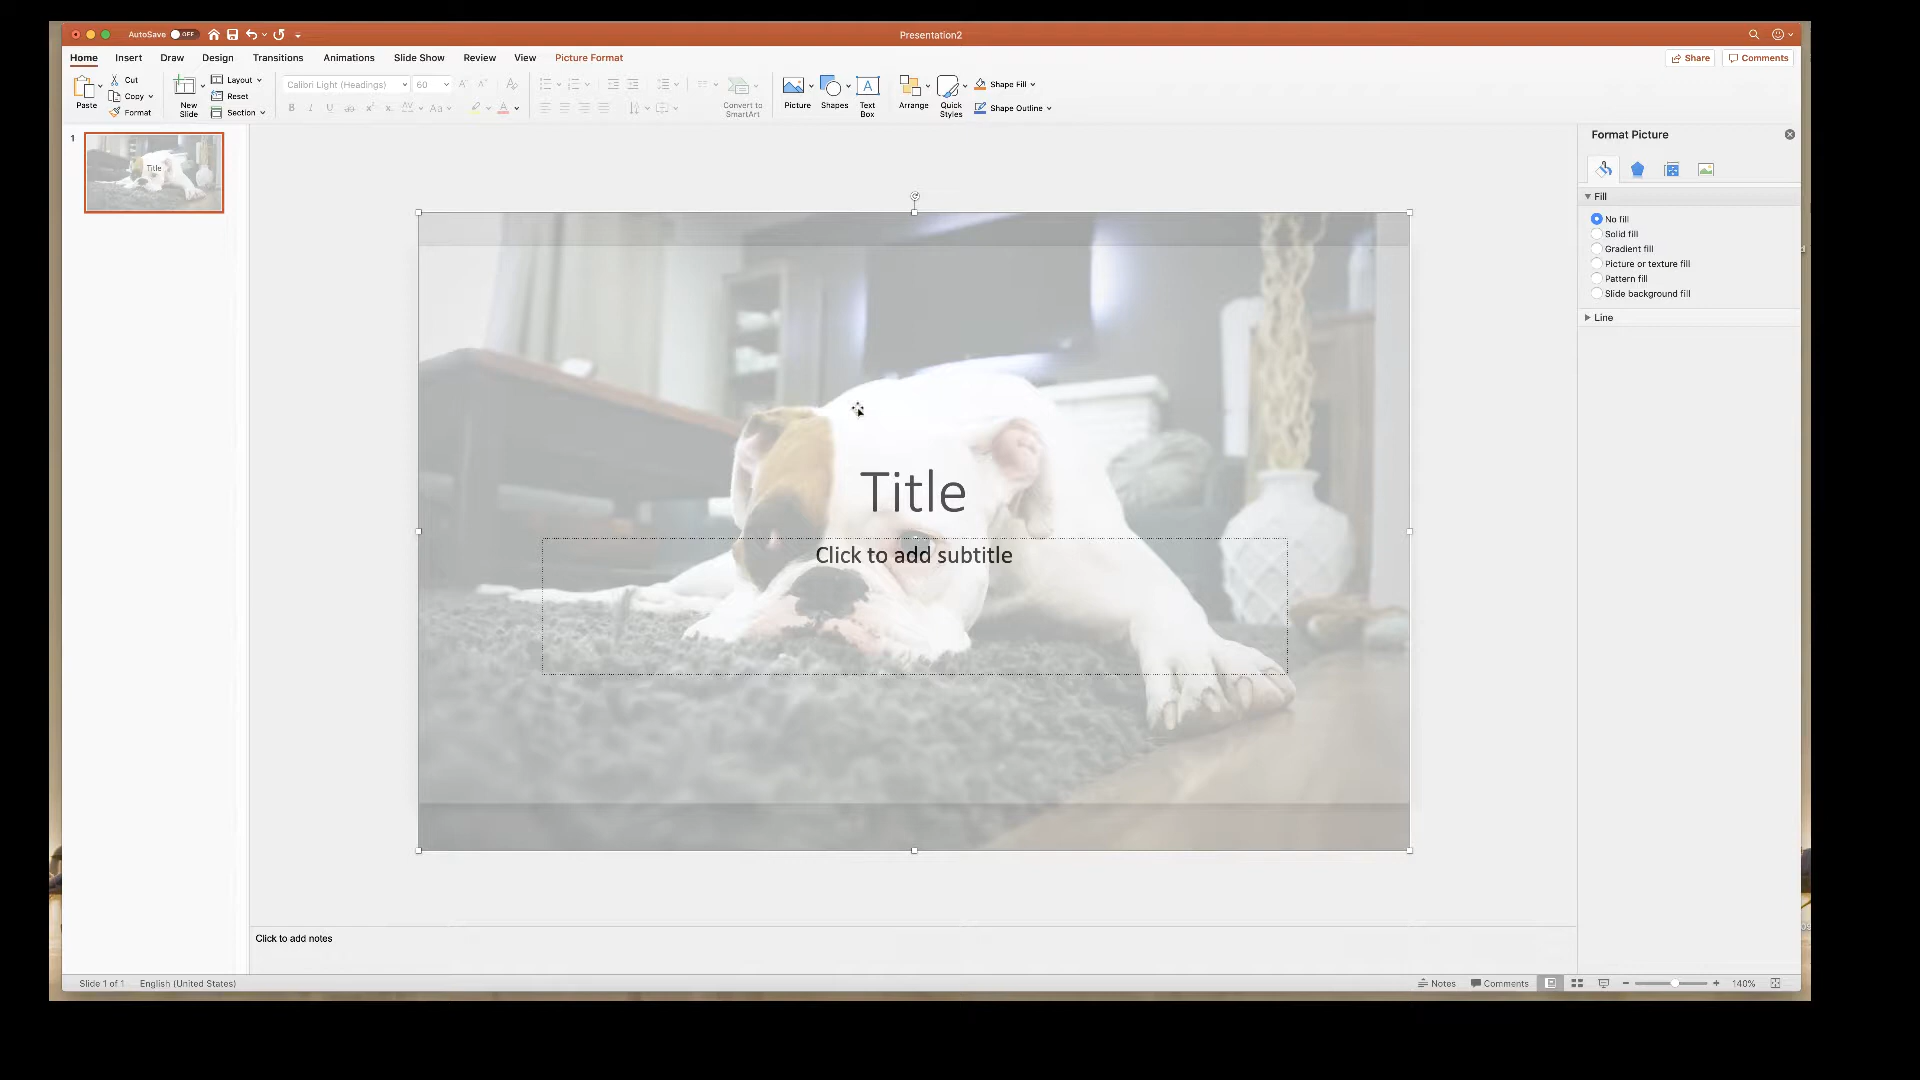 AutoSave OFF
Presentation2
Home Insert Draw Design Transitions Animations Slide Show Review View Picture Format
Share Comments
Paste
Cut
Copy
Format
New Slide
Layout
Reset
Section
Calibri Light (Headings) 60
Convert to SmartArt
Picture
Shapes
Text Box
Arrange
Quick Styles
Shape Fill
Shape Outline
1
Title
Format Picture
Fill
No fill
Solid fill
Gradient fill
Picture or texture fill
Pattern fill
Slide background fill
Line
Title
Click to add subtitle
Click to add notes
Slide 1 of 1 English (United States)
Notes Comments 140%